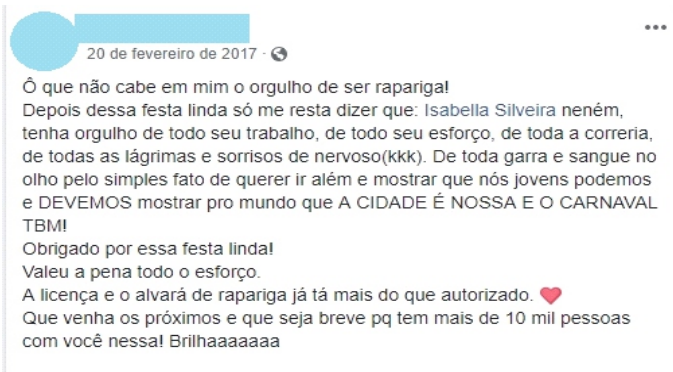 20 de fevereiro de 2017 ·
Ô que não cabe em mim o orgulho de ser rapariga!
Depois dessa festa linda só me resta dizer que: Isabella Silveira neném,
tenha orgulho de todo seu trabalho, de todo seu esforço, de toda a correria,
de todas as lágrimas e sorrisos de nervoso(kkk). De toda garra e sangue no
olho pelo simples fato de querer ir além e mostrar que nós jovens podemos
e DEVEMOS mostrar pro mundo que A CIDADE É NOSSA E O CARNAVAL
TBM!
Obrigado por essa festa linda!
Valeu a pena todo o esforço.
A licença e o alvará de rapariga já tá mais do que autorizado. ❤
Que venha os próximos e que seja breve pq tem mais de 10 mil pessoas
com você nessa! Brilhaaaaaaa